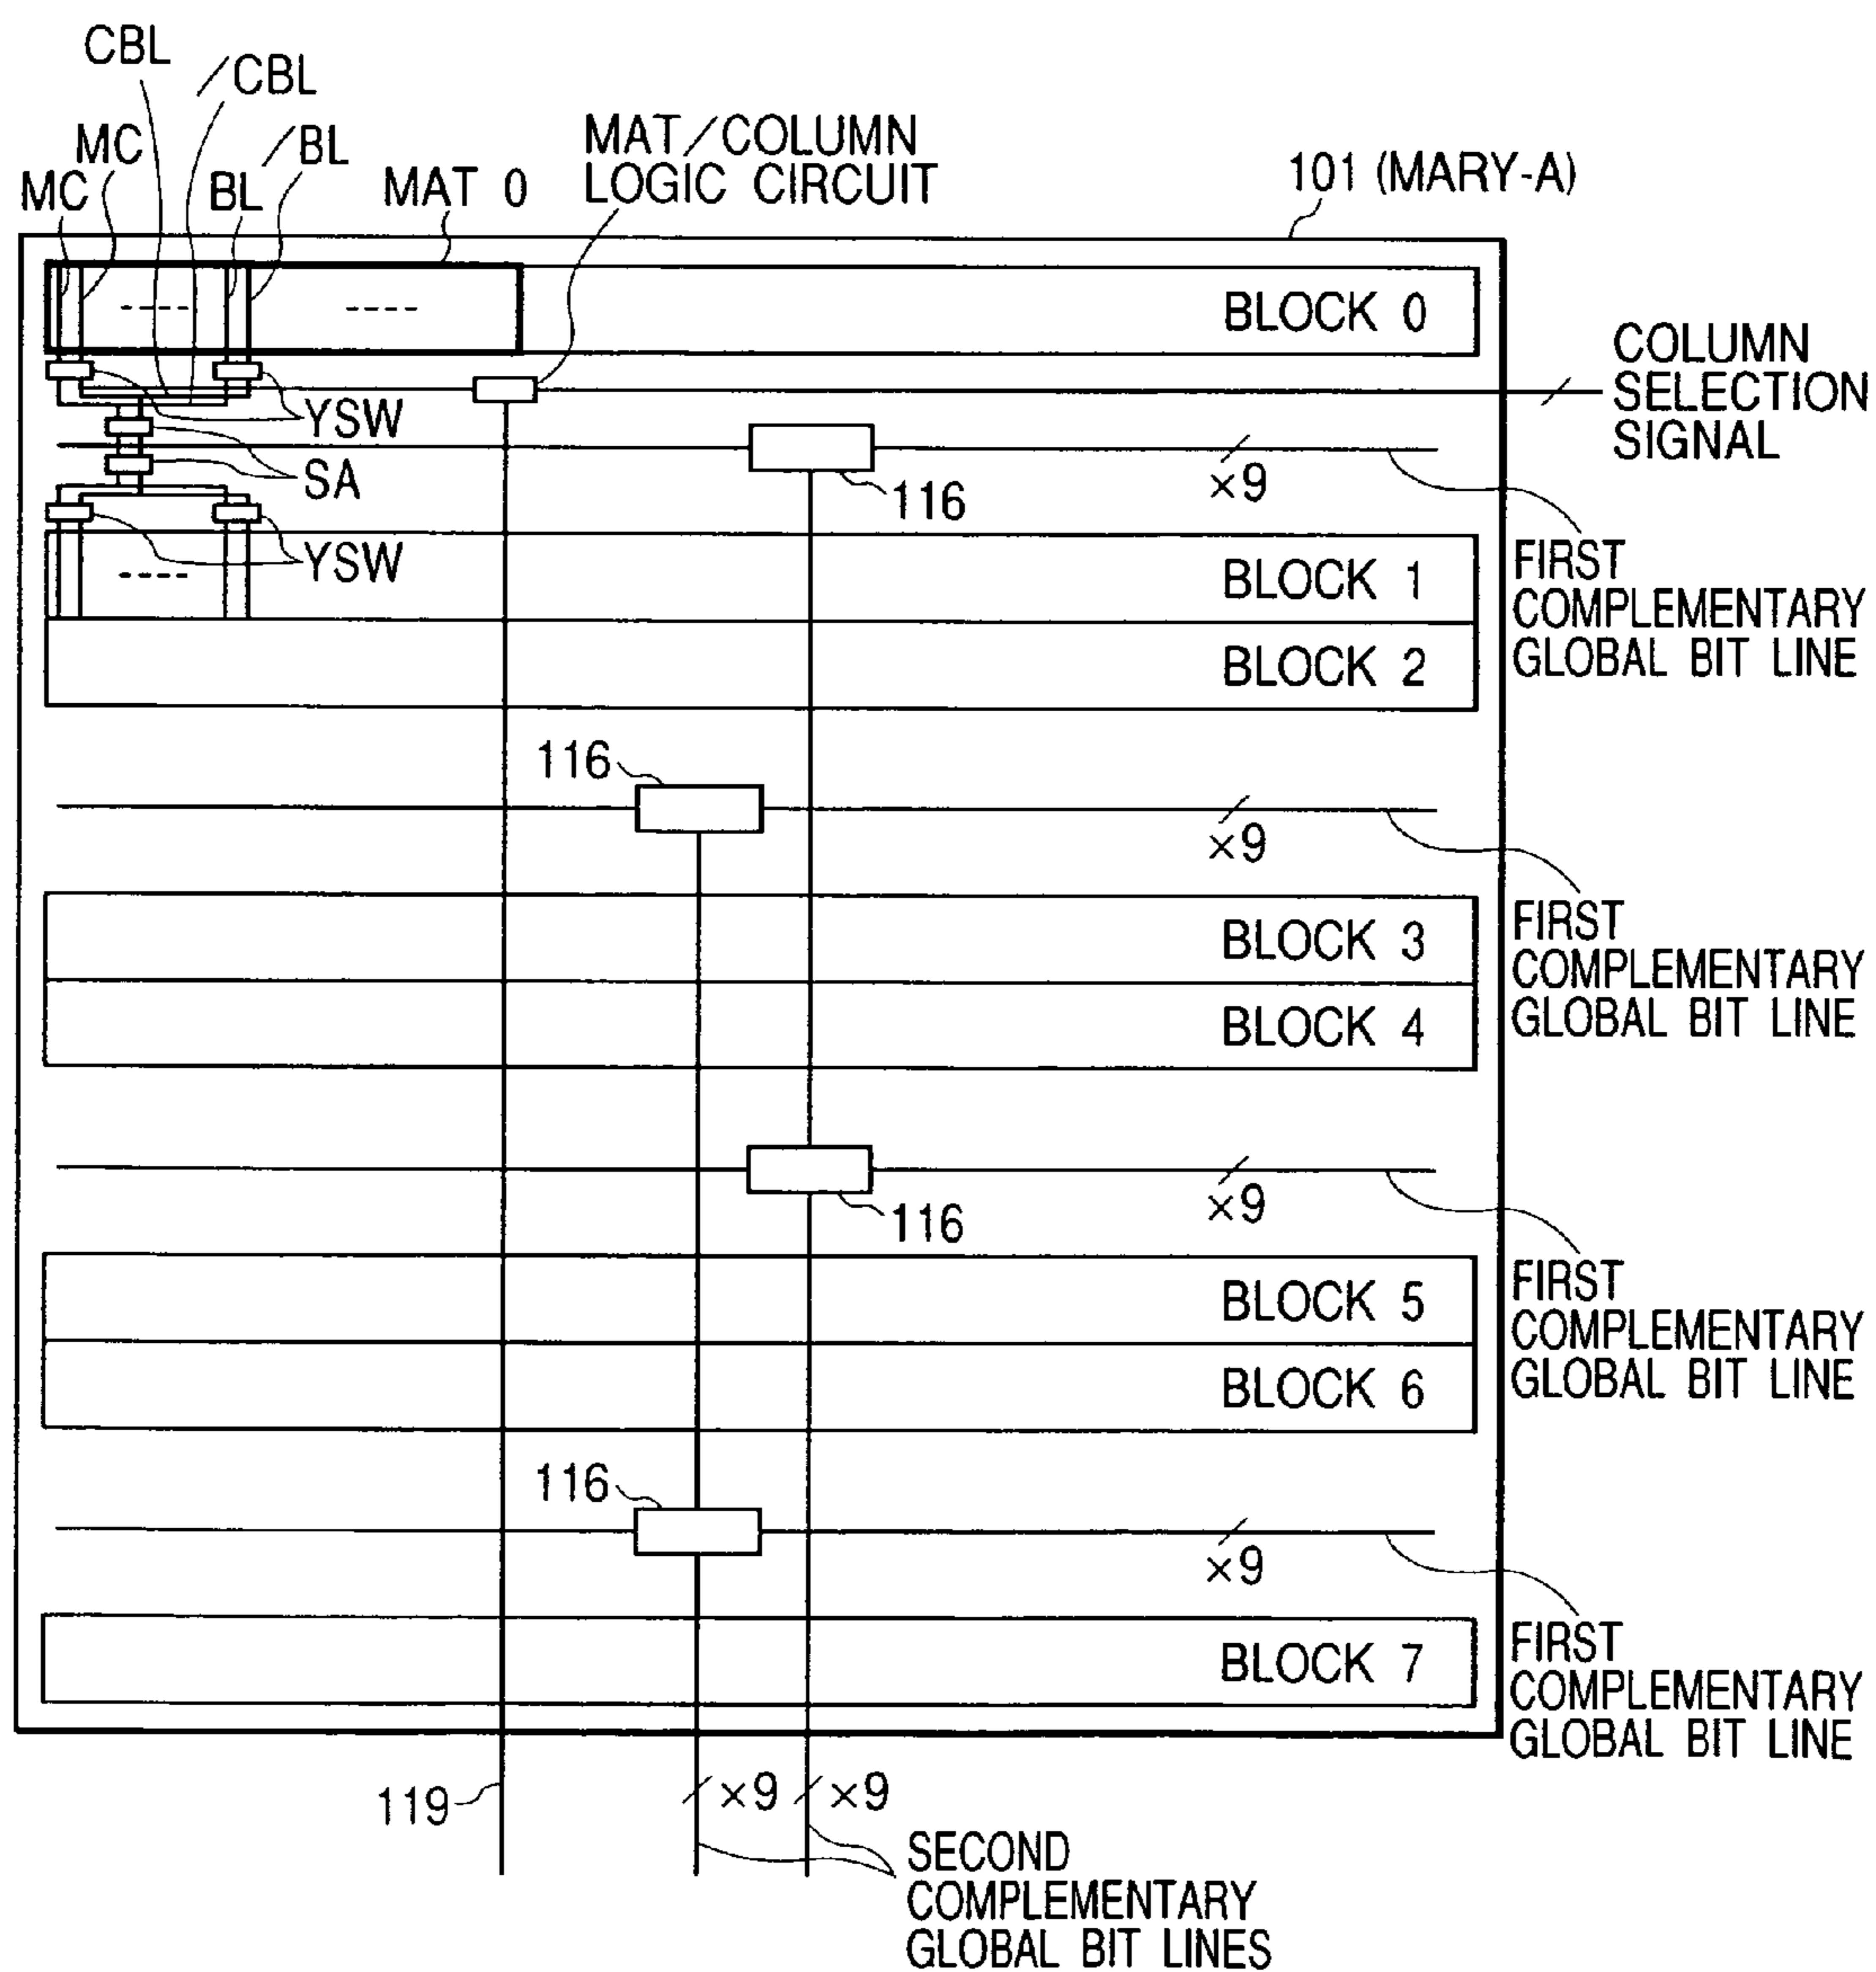 CBL
/CBL
MC
MC
BL
/BL
MAT 0
MAT/COLUMN
LOGIC CIRCUIT
101 (MARY-A)
BLOCK 0
COLUMN
SELECTION
SIGNAL
YSW
SA
YSW
116
×9
FIRST
COMPLEMENTARY
GLOBAL BIT LINE
BLOCK 1
BLOCK 2
116
×9
FIRST
COMPLEMENTARY
GLOBAL BIT LINE
BLOCK 3
BLOCK 4
116
×9
FIRST
COMPLEMENTARY
GLOBAL BIT LINE
BLOCK 5
BLOCK 6
116
×9
FIRST
COMPLEMENTARY
GLOBAL BIT LINE
BLOCK 7
119
×9
×9
SECOND
COMPLEMENTARY
GLOBAL BIT LINES